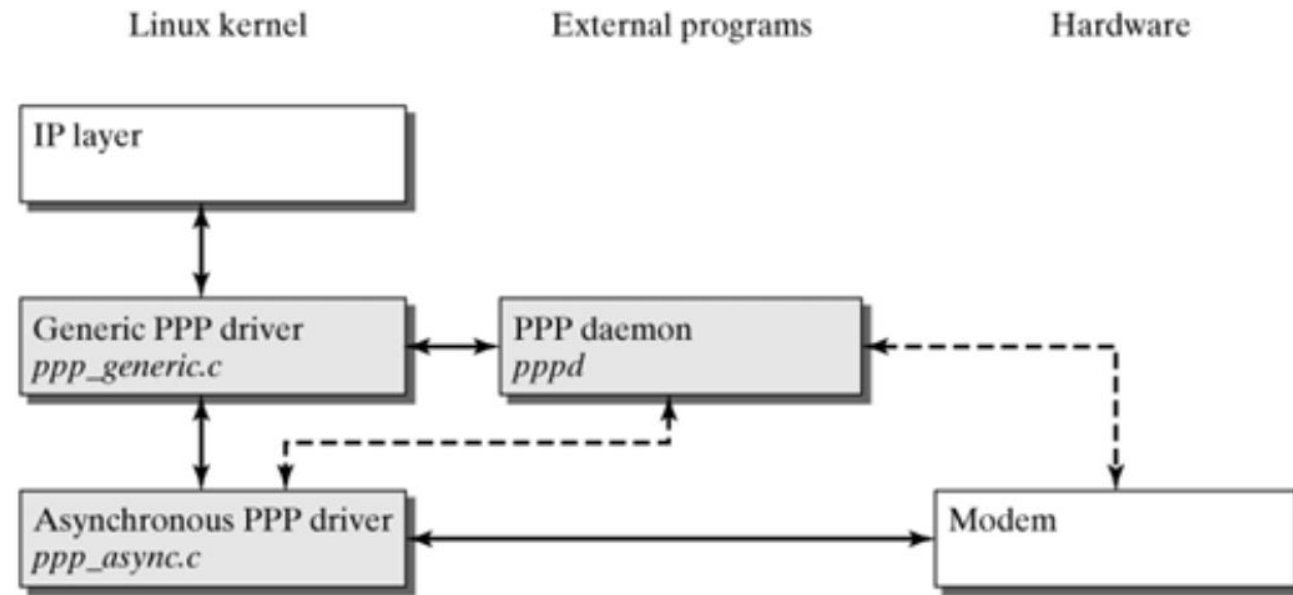 Linux kernel
External programs
Hardware
IP layer
Generic PPP driver
ppp_generic.c
PPP daemon
pppd
Asynchronous PPP driver
ppp_async.c
Modem